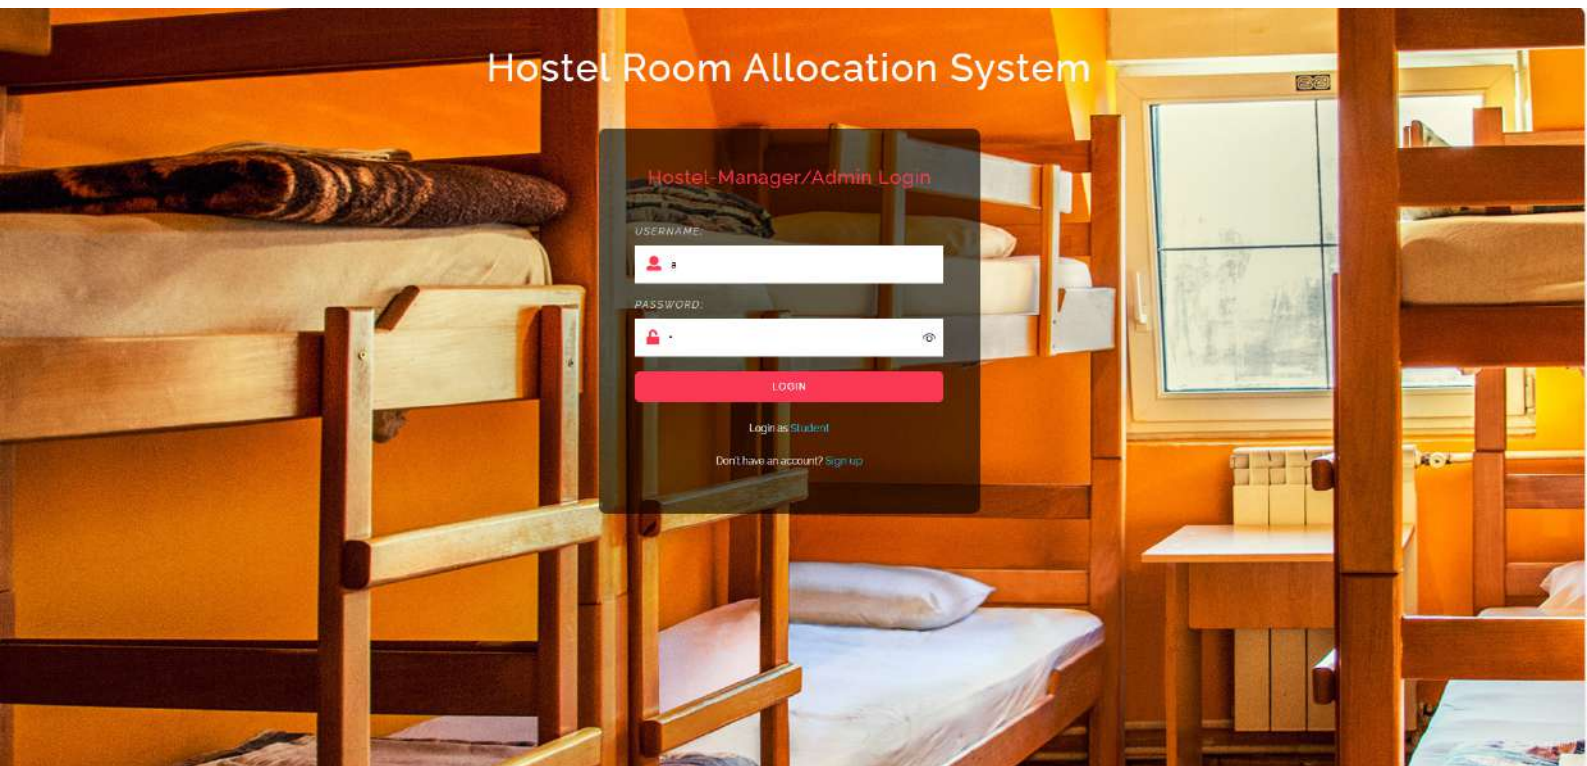 Hostel Room Allocation System
Hostel-Manager/Admin Login
USERNAME:
a
PASSWORD:
LOGIN
Login as Student
Don't have an account? Sign up